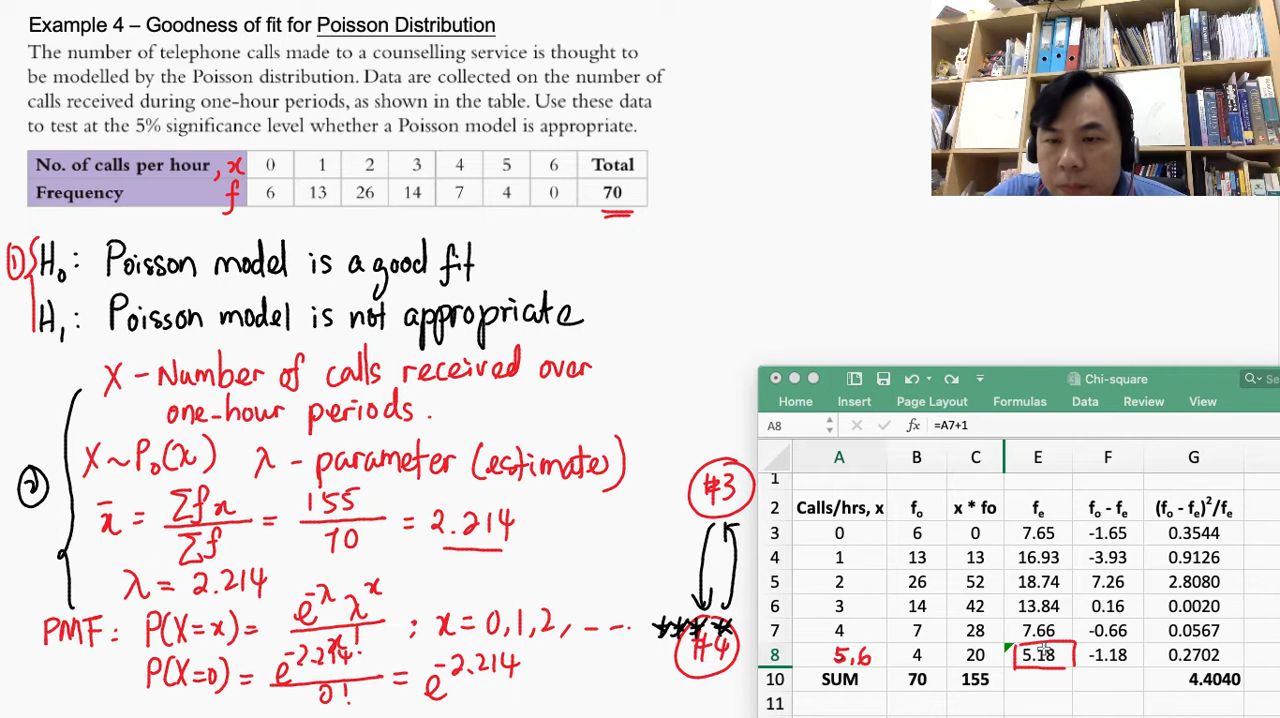 Example 4 – Goodness of fit for Poisson Distribution
The number of telephone calls made to a counselling service is thought to
be modelled by the Poisson distribution. Data are collected on the number of
calls received during one-hour periods, as shown in the table. Use these data
to test at the 5% significance level whether a Poisson model is appropriate.
No. of calls per hour , x 0 1 2 3 4 5 6 Total
Frequency f 6 13 26 14 7 4 0 70
① H₀: Poisson model is a good fit
H₁: Poisson model is not appropriate
X - Number of calls received over
one-hour periods.
② X ~ P₀(x) λ - parameter (estimates)
x̄ = Σfx / Σf = 155 / 70 = 2.214
λ = 2.214
PMF: P(X=x) = e^-λ λ^x / x! ; x = 0, 1, 2, ----
P(X=0) = e^-2.214 / 0! = e^-2.214
#3
#4
Chi-square
Home Insert Page Layout Formulas Data Review View
A8 fx =A7+1
A B C E F G
1
2 Calls/hrs, x fo x * fo fe fo - fe (fo - fe)²/fe
3 0 6 0 7.65 -1.65 0.3544
4 1 13 13 16.93 -3.93 0.9126
5 2 26 52 18.74 7.26 2.8080
6 3 14 42 13.84 0.16 0.0020
7 4 7 28 7.66 -0.66 0.0567
8 5,6 4 20 5.18 -1.18 0.2702
10 SUM 70 155 4.4040
11